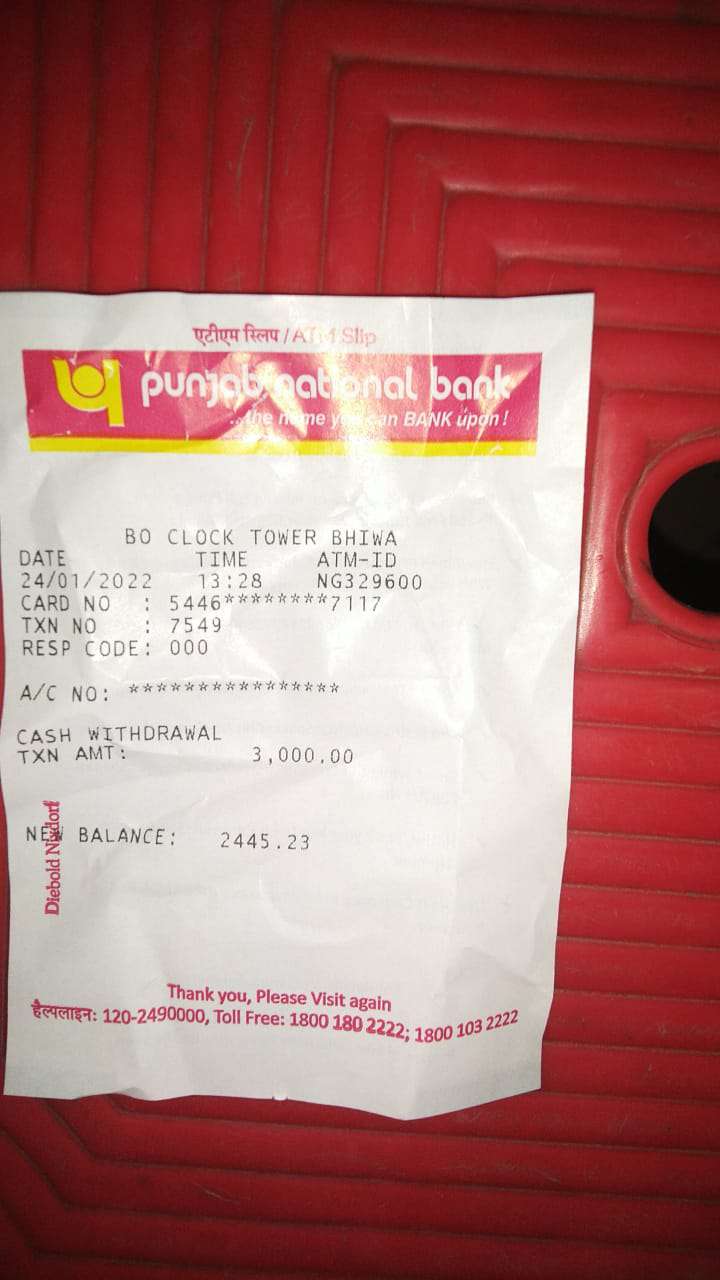 एटीएम स्लिप / ATM Slip
punjab national bank
...the name you can BANK upon !
BO CLOCK TOWER BHIWA
DATE TIME ATM-ID
24/01/2022 13:28 NG329600
CARD NO : 5446********7117
TXN NO : 7549
RESP CODE: 000
A/C NO: ****************
CASH WITHDRAWAL
TXN AMT: 3,000.00
NEW BALANCE: 2445.23
Diebold Nixdorf
Thank you, Please Visit again
हैल्पलाइन: 120-2490000, Toll Free: 1800 180 2222; 1800 103 2222